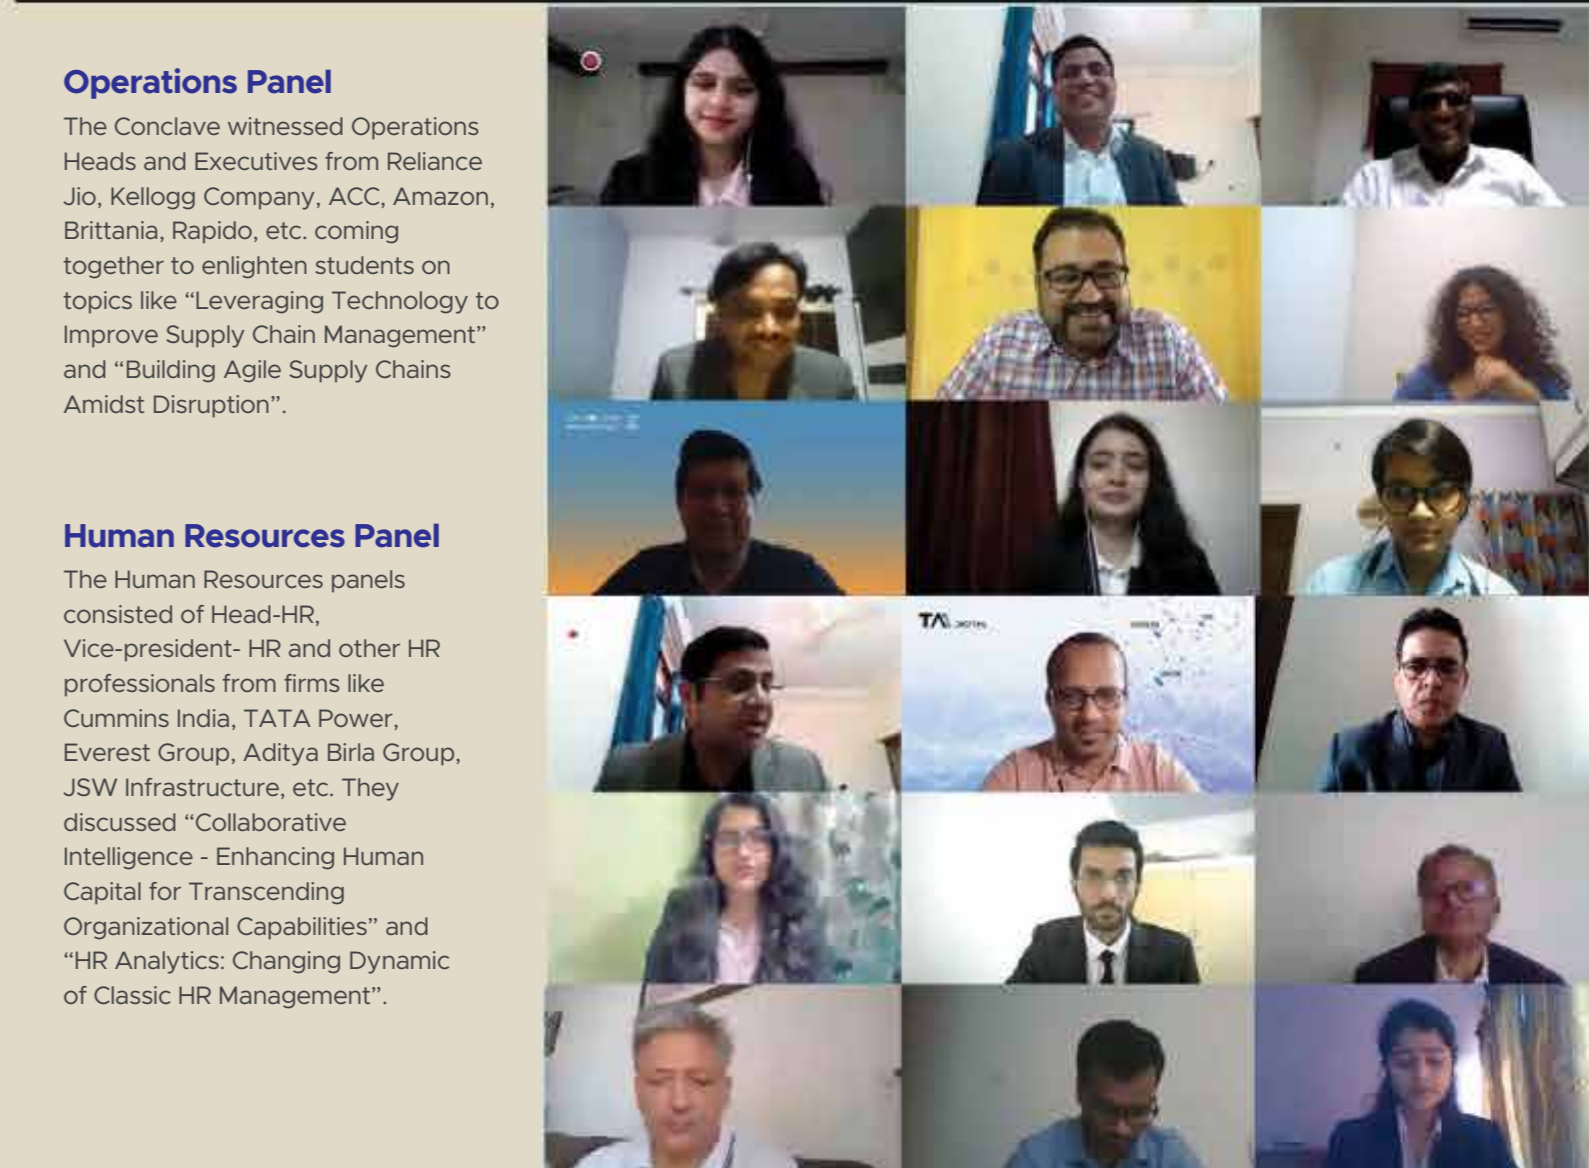 Operations Panel
The Conclave witnessed Operations
Heads and Executives from Reliance
Jio, Kellogg Company, ACC, Amazon,
Brittania, Rapido, etc. coming
together to enlighten students on
topics like “Leveraging Technology to
Improve Supply Chain Management”
and “Building Agile Supply Chains
Amidst Disruption”.
Human Resources Panel
The Human Resources panels
consisted of Head-HR,
Vice-president- HR and other HR
professionals from firms like
Cummins India, TATA Power,
Everest Group, Aditya Birla Group,
JSW Infrastructure, etc. They
discussed “Collaborative
Intelligence - Enhancing Human
Capital for Transcending
Organizational Capabilities” and
“HR Analytics: Changing Dynamic
of Classic HR Management”.